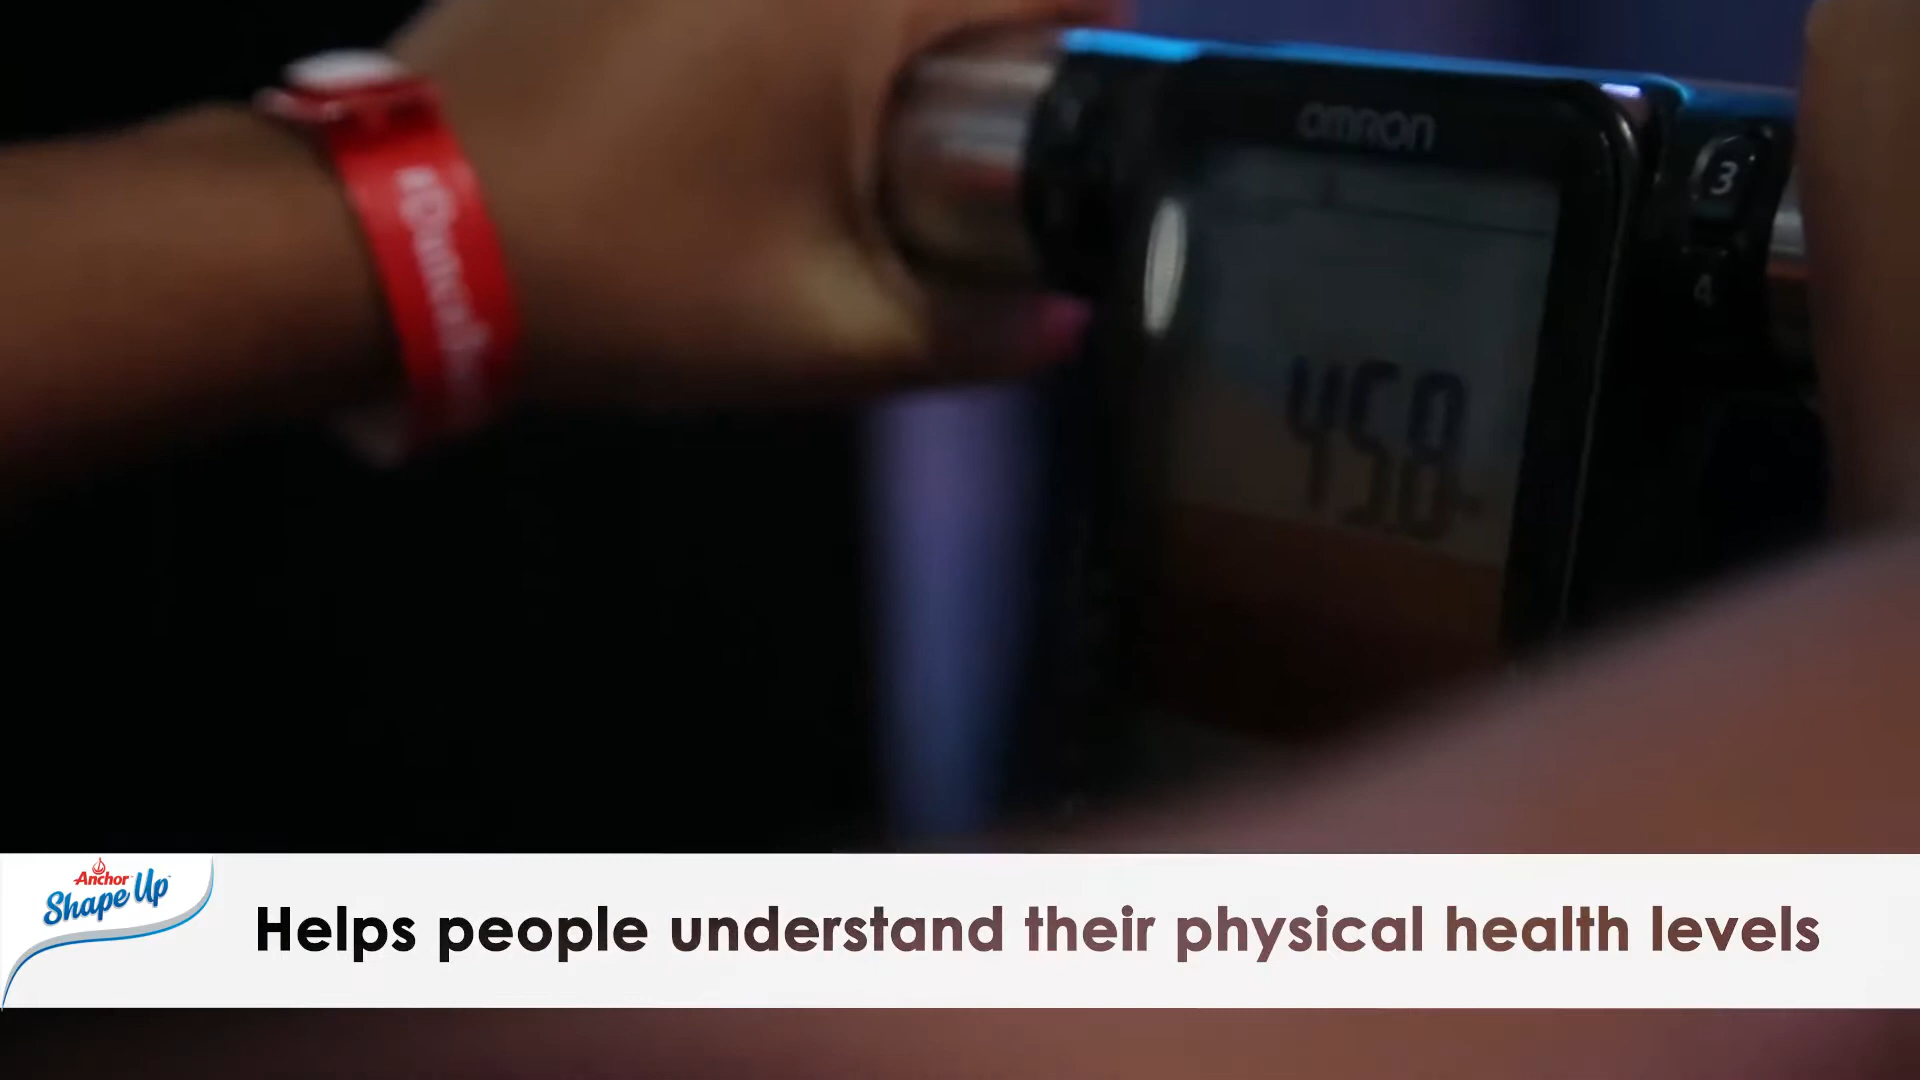 OMRON
3
4
45.8
Anchor
Shape Up
Helps people understand their physical health levels